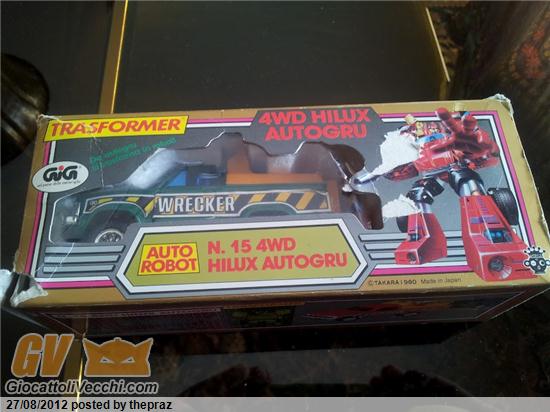 TRASFORMER
4WD HILUX
AUTOGRU
GiG
WRECKER
AUTO
ROBOT
N. 15 4WD
HILUX AUTOGRU
© TAKARA 1980 Made in Japan
GV
GiocattoliVecchi.com
27/08/2012 posted by thepraz